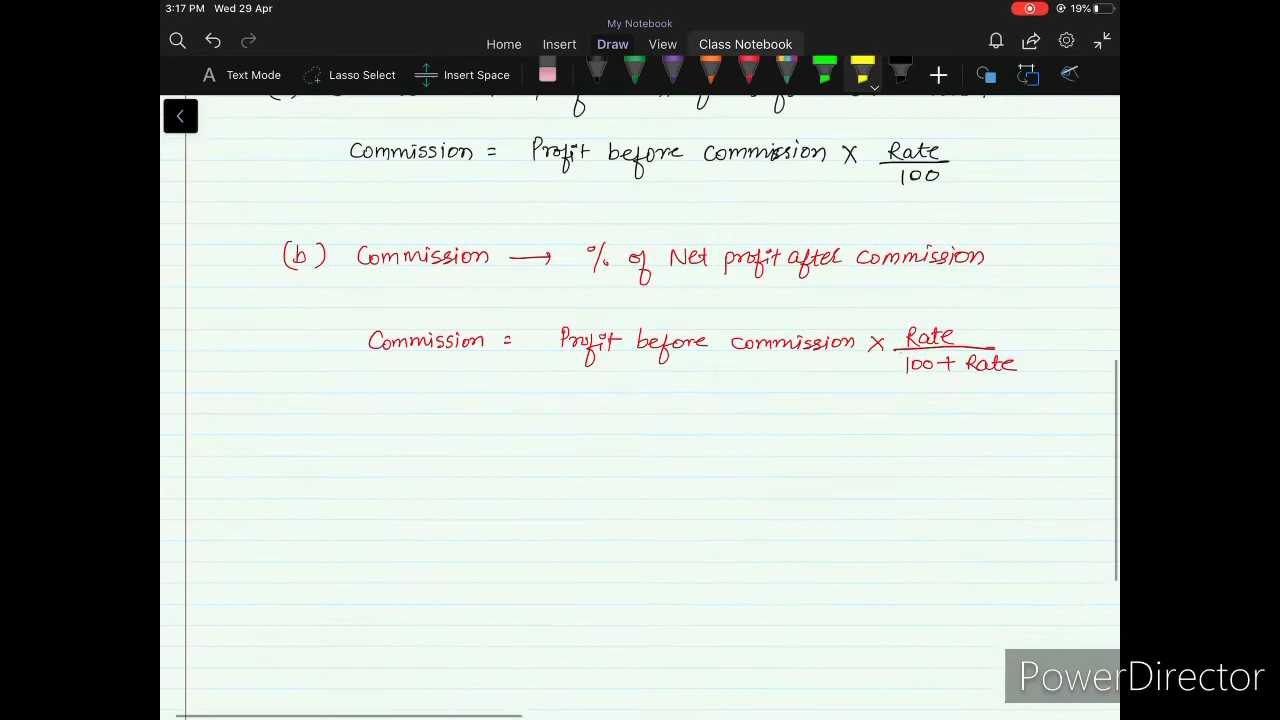 3:17 PM Wed 29 Apr
19%
My Notebook
Home Insert Draw View Class Notebook
Text Mode Lasso Select Insert Space
Commission = Profit before commission X Rate
100
(b) Commission → % of Net profit after commission
Commission = Profit before commission X Rate
100 + Rate
PowerDirector